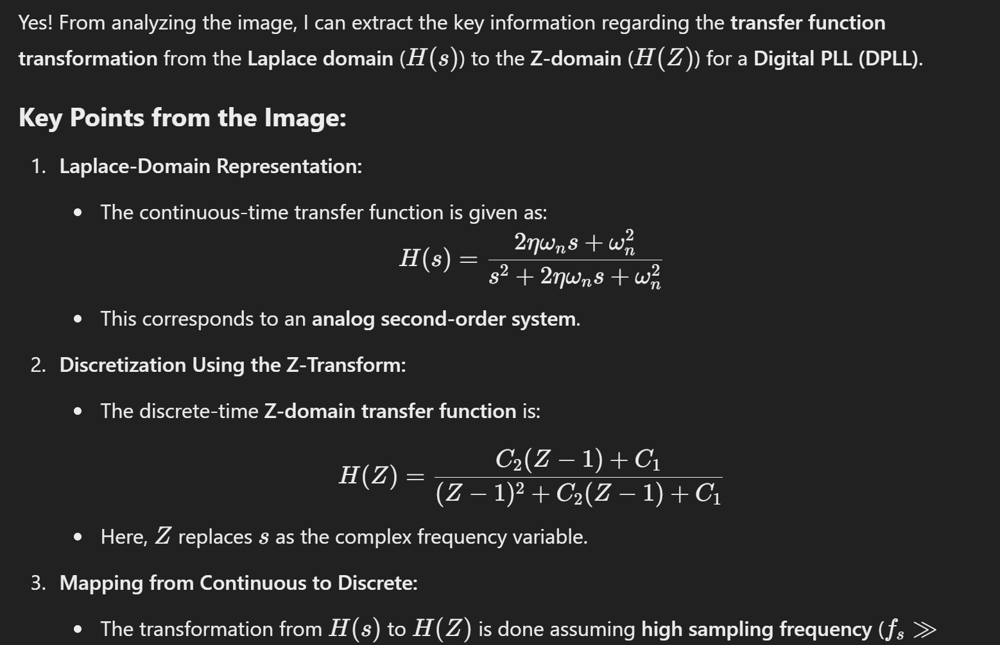 Yes! From analyzing the image, I can extract the key information regarding the transfer function
transformation from the Laplace domain (H(s)) to the Z-domain (H(Z)) for a Digital PLL (DPLL).
Key Points from the Image:
1. Laplace-Domain Representation:
• The continuous-time transfer function is given as:
H(s) = \frac{2\eta\omega_n s + \omega_n^2}{s^2 + 2\eta\omega_n s + \omega_n^2}
• This corresponds to an analog second-order system.
2. Discretization Using the Z-Transform:
• The discrete-time Z-domain transfer function is:
H(Z) = \frac{C_2(Z - 1) + C_1}{(Z - 1)^2 + C_2(Z - 1) + C_1}
• Here, Z replaces s as the complex frequency variable.
3. Mapping from Continuous to Discrete:
• The transformation from H(s) to H(Z) is done assuming high sampling frequency (f_s ≫